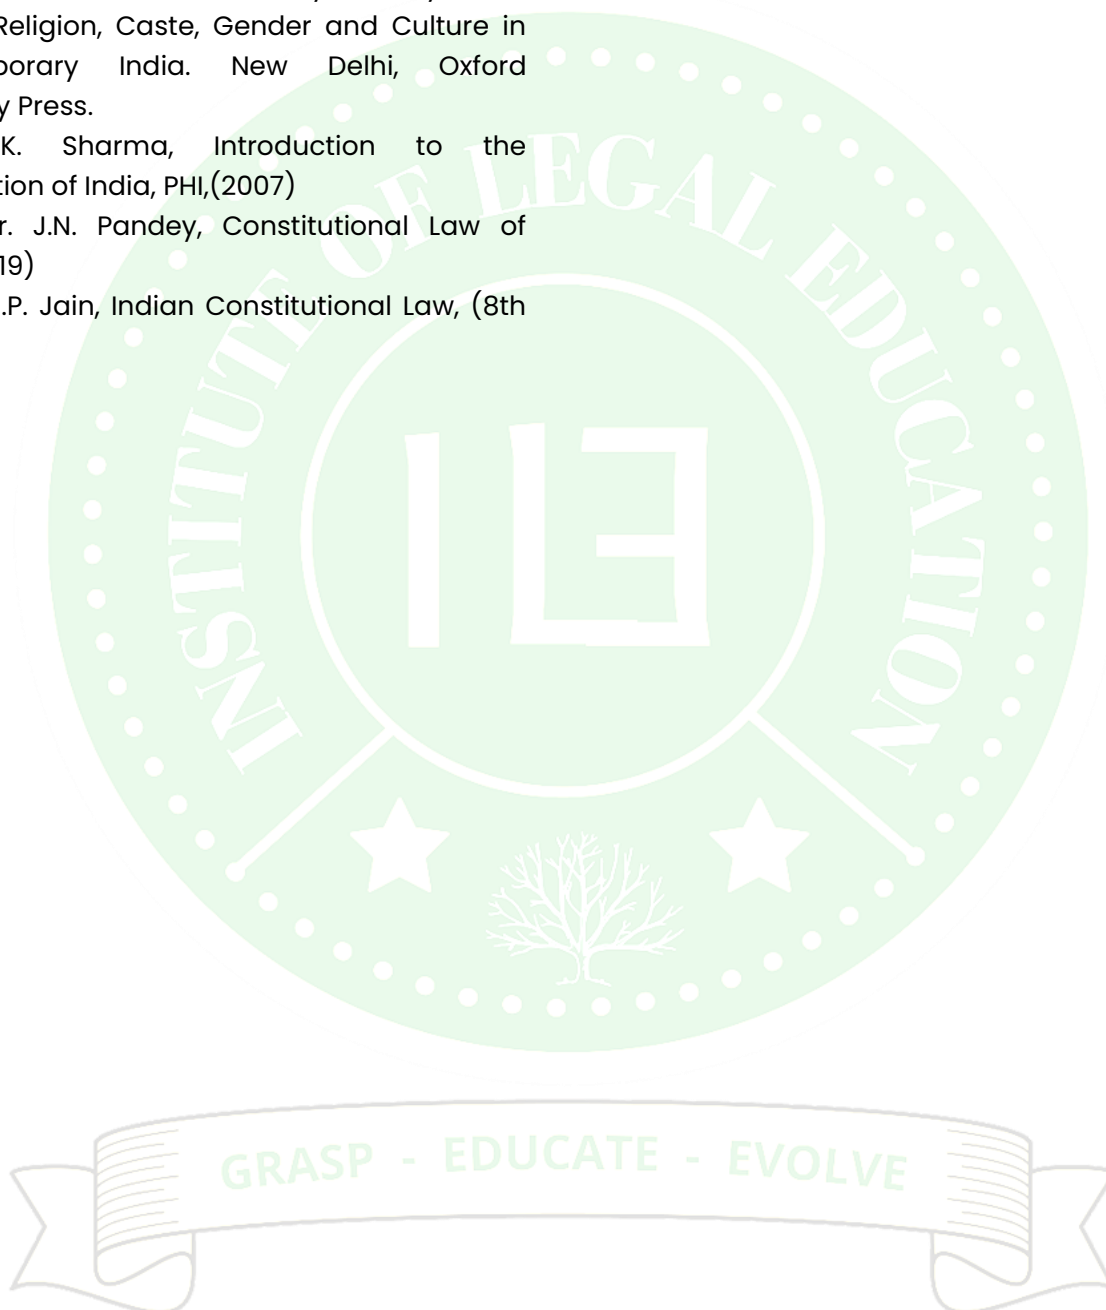 Religion, Caste, Gender and Culture in
porary India. New Delhi, Oxford
y Press.
K. Sharma, Introduction to the
tion of India, PHI,(2007)
r. J.N. Pandey, Constitutional Law of
19)
.P. Jain, Indian Constitutional Law, (8th
INSTITUTE OF LEGAL EDUCATION
ILE
GRASP - EDUCATE - EVOLVE